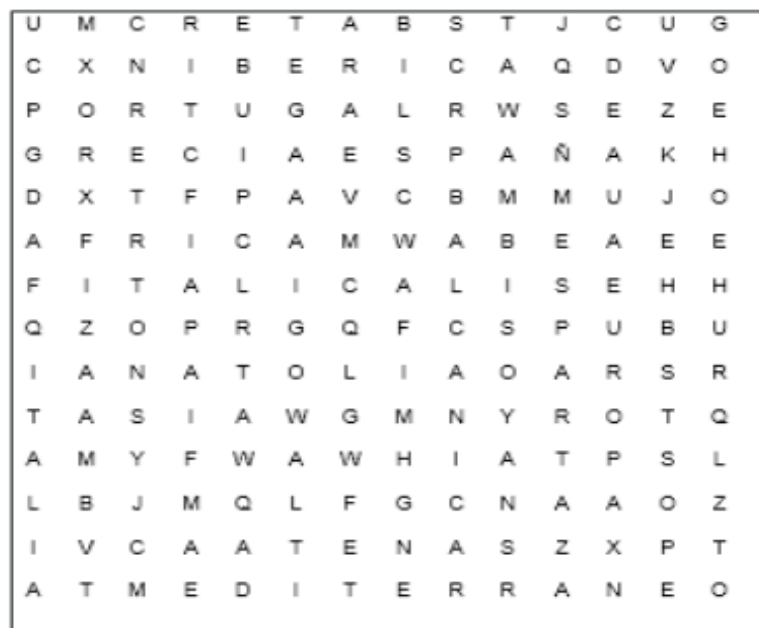 U M C R E T A B S T J C U G
C X N I B E R I C A Q D V O
P O R T U G A L R W S E Z E
G R E C I A E S P A Ñ A K H
D X T F P A V C B M M U J O
A F R I C A M W A B E A E E
F I T A L I C A L I S E H H
Q Z O P R G Q F C S P U B U
I A N A T O L I A O A R S R
T A S I A W G M N Y R O T Q
A M Y F W A W H I A T P S L
L B J M Q L F G C N A A O Z
I V C A A T E N A S Z X P T
A T M E D I T E R R A N E O